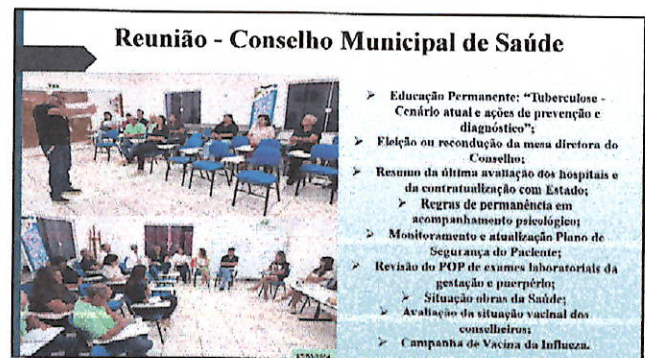 Reunião - Conselho Municipal de Saúde
➢ Educação Permanente: “Tuberculose -
Cenário atual e ações de prevenção e
diagnóstico”;
➢ Eleição ou recondução da mesa diretora do
Conselho;
➢ Resumo da última avaliação dos hospitais e
da contratualização com Estado;
➢ Regras de permanência em
acompanhamento psicológico;
➢ Monitoramento e atualização Plano de
Segurança do Paciente;
➢ Revisão do POP de exames laboratoriais da
gestação e puerpério;
➢ Situação obras da Saúde;
➢ Avaliação da situação vacinal dos
conselheiros;
➢ Campanha de Vacina da Influeza.